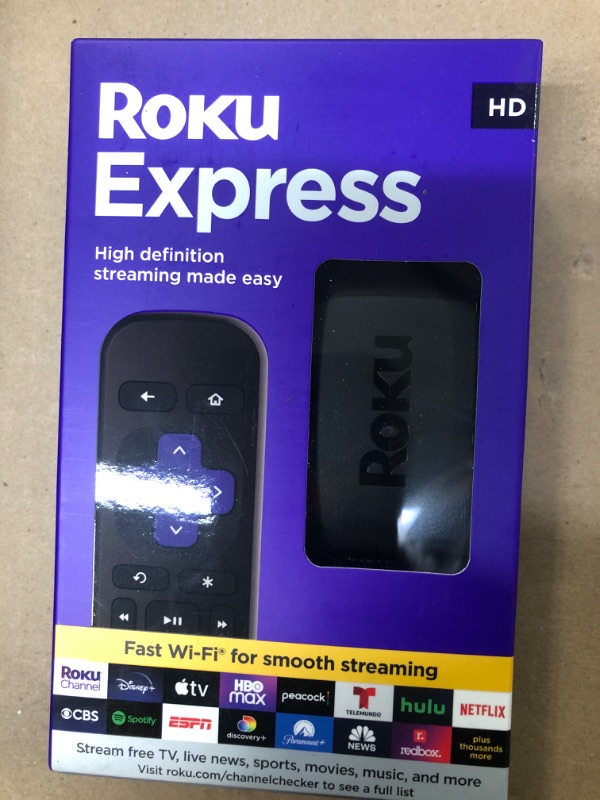 Roku
HD
Express
High definition
streaming made easy
Roku
Fast Wi-Fi® for smooth streaming
Roku Channel
Disney+
tv
HBO max
peacock
T TELEMUNDO
hulu
NETFLIX
CBS
Spotify
ESPN
discovery+
Paramount+
NEWS
r. redbox.
plus thousands more
Stream free TV, live news, sports, movies, music, and more
Visit roku.com/channelchecker to see a full list